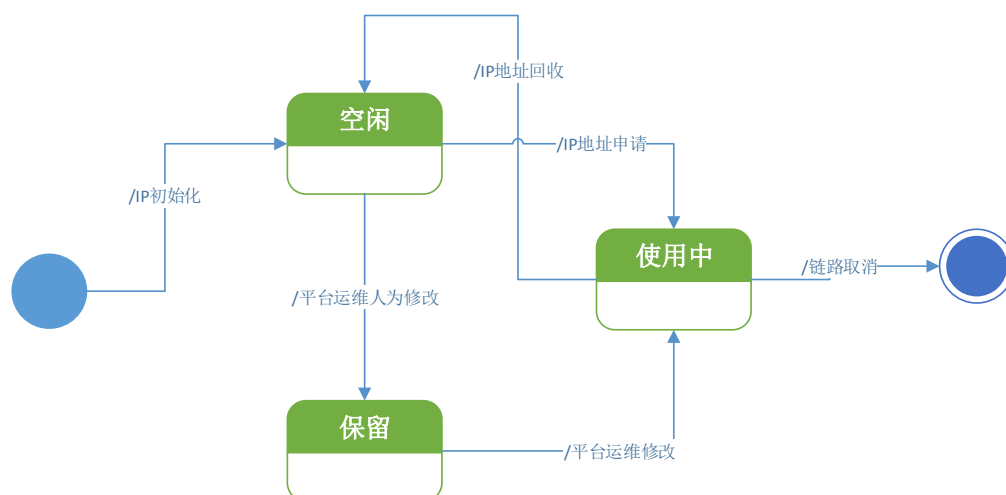 /IP地址回收
空闲
/IP地址申请
/IP初始化
使用中
/链路取消
/平台运维人为修改
保留
/平台运维修改